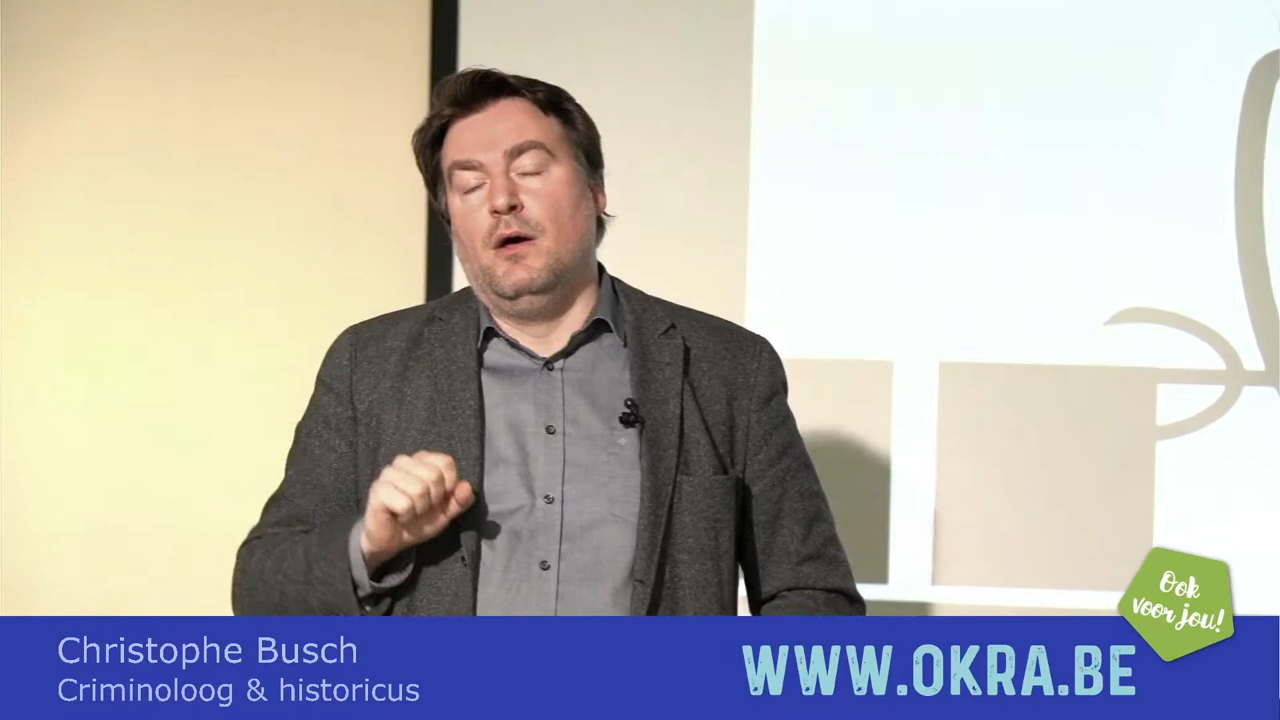 Christophe Busch
Criminoloog & historicus
WWW.OKRA.BE
Ook
voor jou!